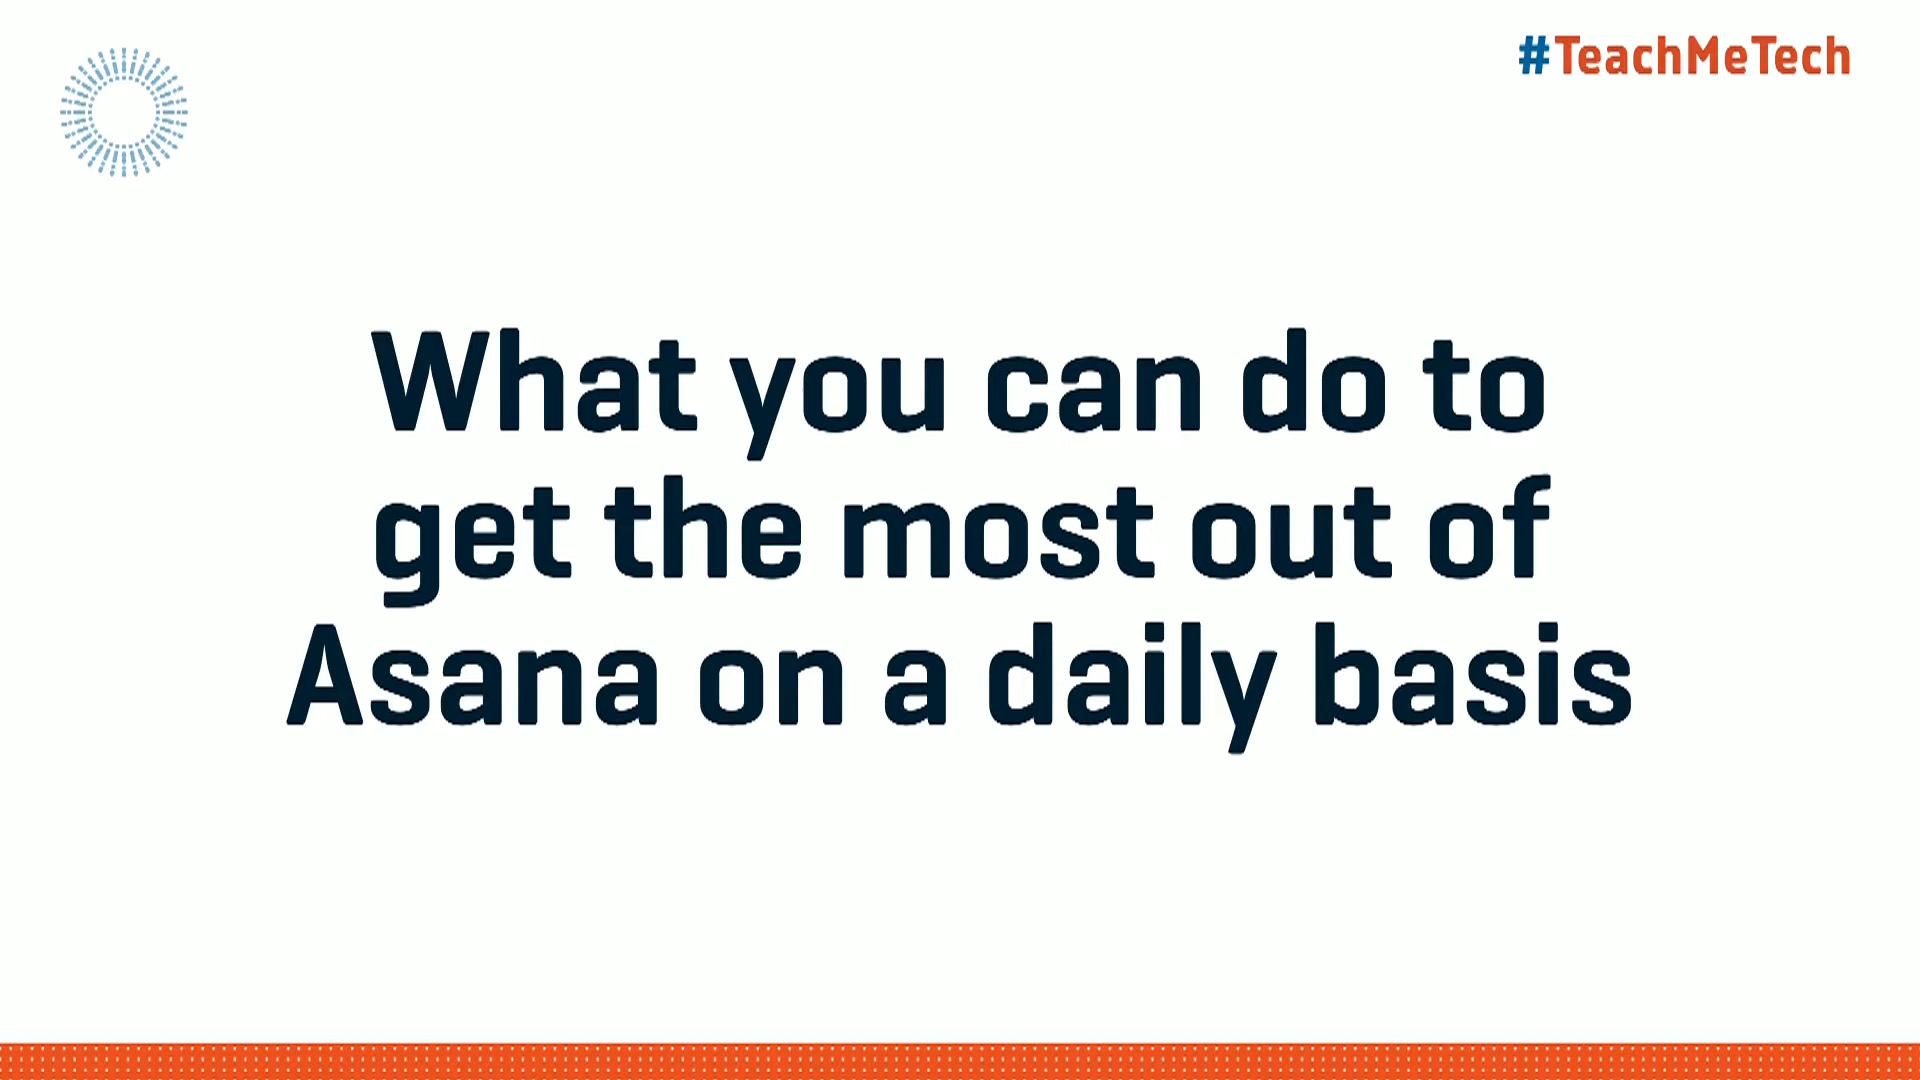 #TeachMeTech
What you can do to
get the most out of
Asana on a daily basis